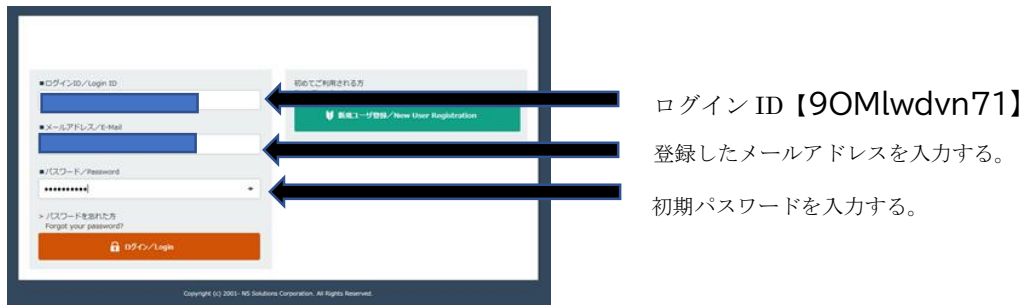 ■ログインID／Login ID
初めてご利用される方
新規ユーザ登録／New User Registration
■メールアドレス／E-Mail
■パスワード／Password
> パスワードを忘れた方
Forgot your password?
ログイン／Login
Copyright (c) 2001- NS Solutions Corporation. All Rights Reserved.
ログイン ID【9OMlwdvn71】
登録したメールアドレスを入力する。
初期パスワードを入力する。